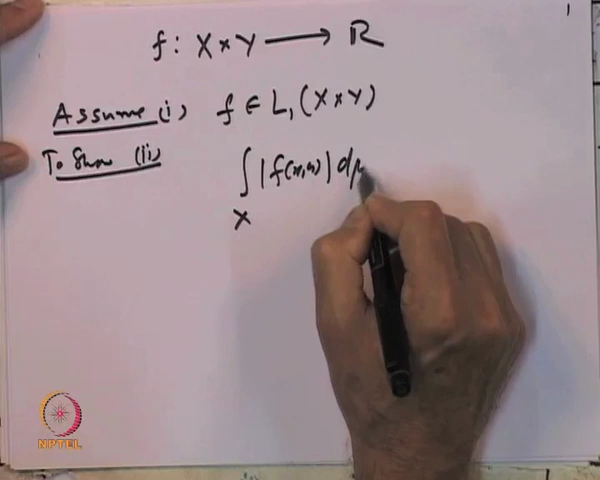 1
f : X × Y ⟶ ℝ
Assume (i) f ∈ L₁ (X × Y)
To Show (ii)
∫ |f(x,y)| dμ
X
NPTEL